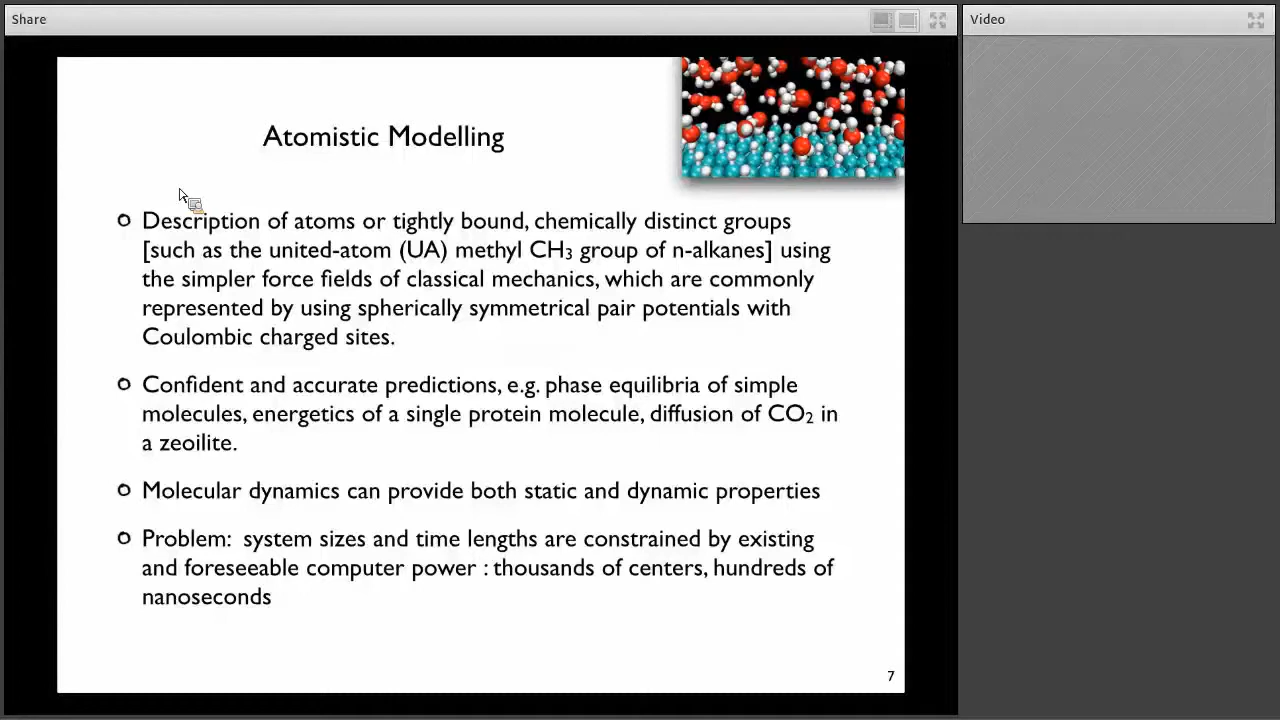 Share
Video
Atomistic Modelling
Description of atoms or tightly bound, chemically distinct groups
[such as the united-atom (UA) methyl CH3 group of n-alkanes] using
the simpler force fields of classical mechanics, which are commonly
represented by using spherically symmetrical pair potentials with
Coulombic charged sites.
Confident and accurate predictions, e.g. phase equilibria of simple
molecules, energetics of a single protein molecule, diffusion of CO2 in
a zeoilite.
Molecular dynamics can provide both static and dynamic properties
Problem:  system sizes and time lengths are constrained by existing
and foreseeable computer power : thousands of centers, hundreds of
nanoseconds
7